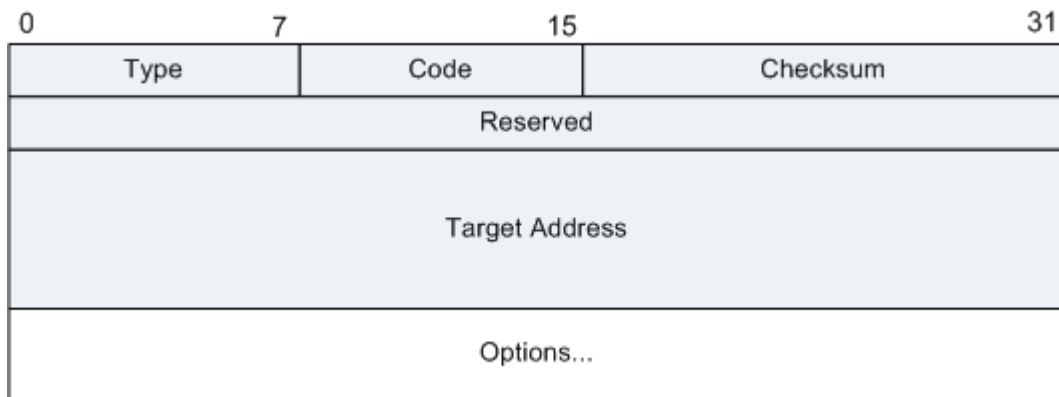 0 7 15 31
Type Code Checksum
Reserved
Target Address
Options...